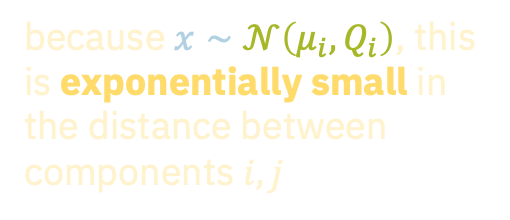 because x ~ 𝒩(μᵢ, Qᵢ), this
is exponentially small in
the distance between
components i, j